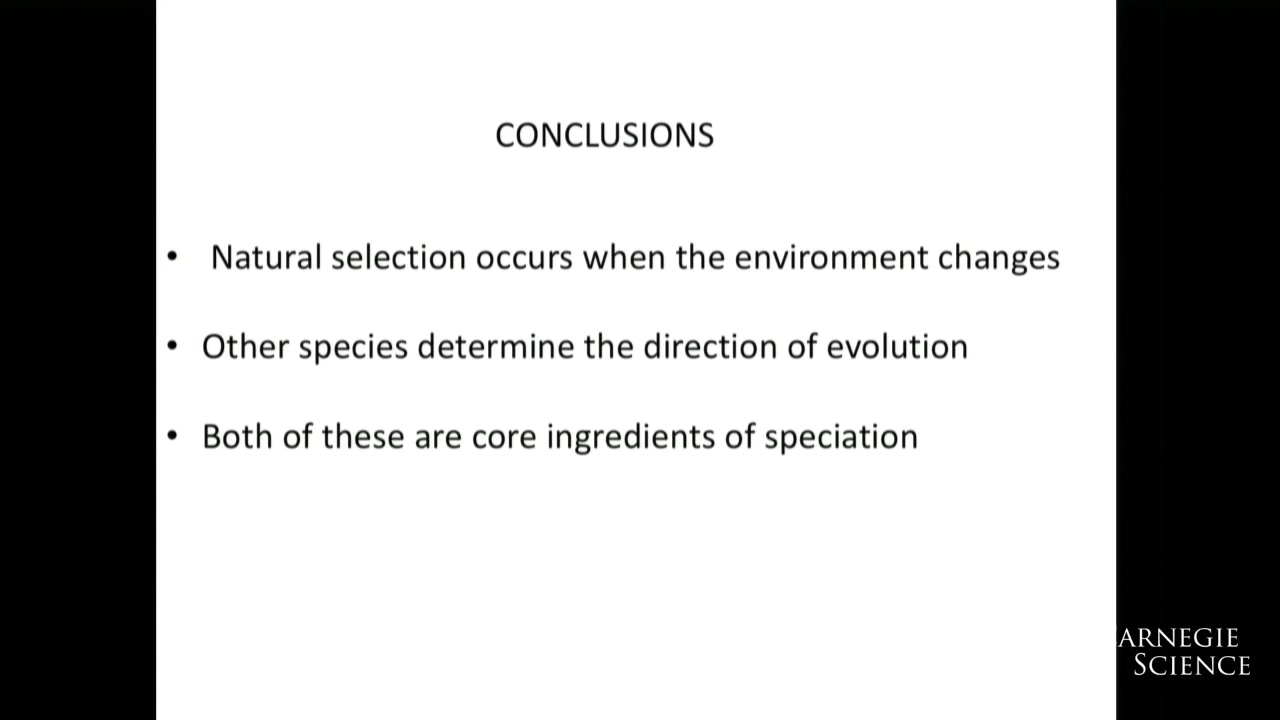 CONCLUSIONS
• Natural selection occurs when the environment changes
• Other species determine the direction of evolution
• Both of these are core ingredients of speciation
ARNEGIE
SCIENCE